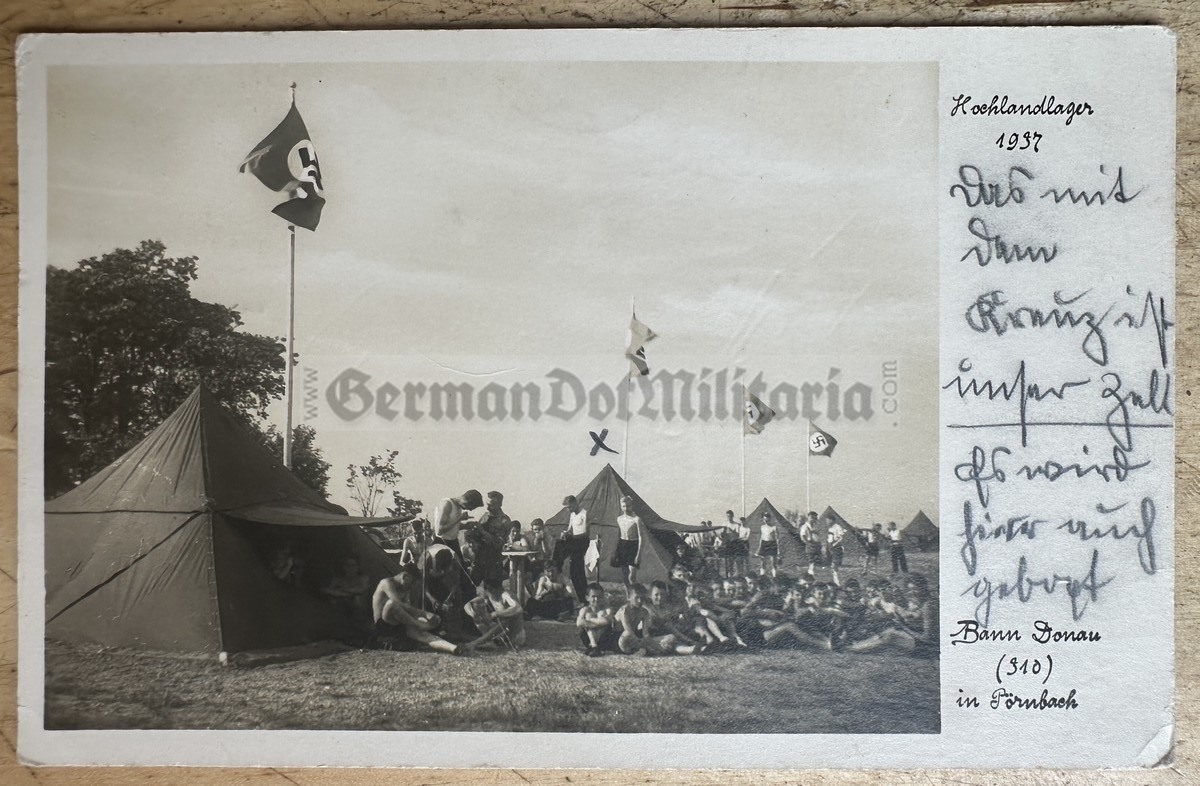 Hochlandlager
1937
Das mit
dem
Kreuz ist
unser Zelt
Es wird
hier auch
geboxt
Bann Donau
(310)
in Pörnbach
www.GermanDotMilitaria.com
X